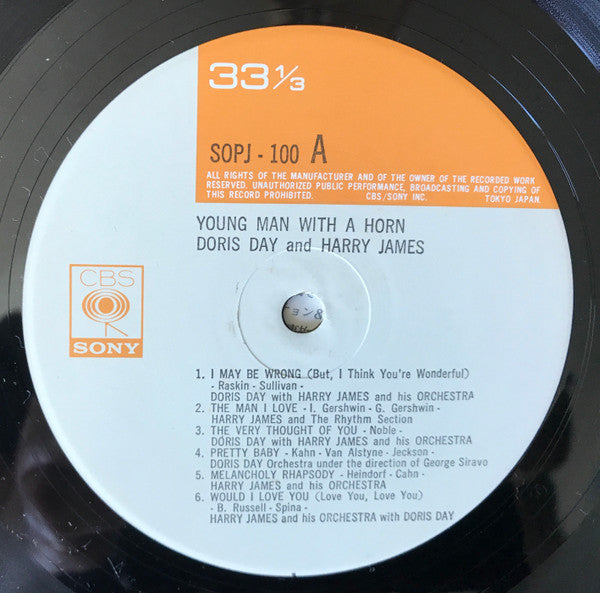 33 1/3
SOPJ - 100 A
ALL RIGHTS OF THE MANUFACTURER AND OF THE OWNER OF THE RECORDED WORK
RESERVED. UNAUTHORIZED PUBLIC PERFORMANCE, BROADCASTING AND COPYING OF
THIS RECORD PROHIBITED. CBS/SONY INC. TOKYO JAPAN.
YOUNG MAN WITH A HORN
DORIS DAY and HARRY JAMES
CBS
SONY
1. I MAY BE WRONG (But, I Think You're Wonderful)
- Raskin - Sullivan -
DORIS DAY with HARRY JAMES and his ORCHESTRA
2. THE MAN I LOVE - I. Gershwin - G. Gershwin -
HARRY JAMES and The Rhythm Section
3. THE VERY THOUGHT OF YOU - Noble -
DORIS DAY with HARRY JAMES and his ORCHESTRA
4. PRETTY BABY - Kahn - Van Alstyne - Jeckson -
DORIS DAY Orchestra under the direction of George Siravo
5. MELANCHOLY RHAPSODY - Heindorf - Cahn -
HARRY JAMES and his ORCHESTRA
6. WOULD I LOVE YOU (Love You, Love You)
- B. Russell - Spina -
HARRY JAMES and his ORCHESTRA with DORIS DAY